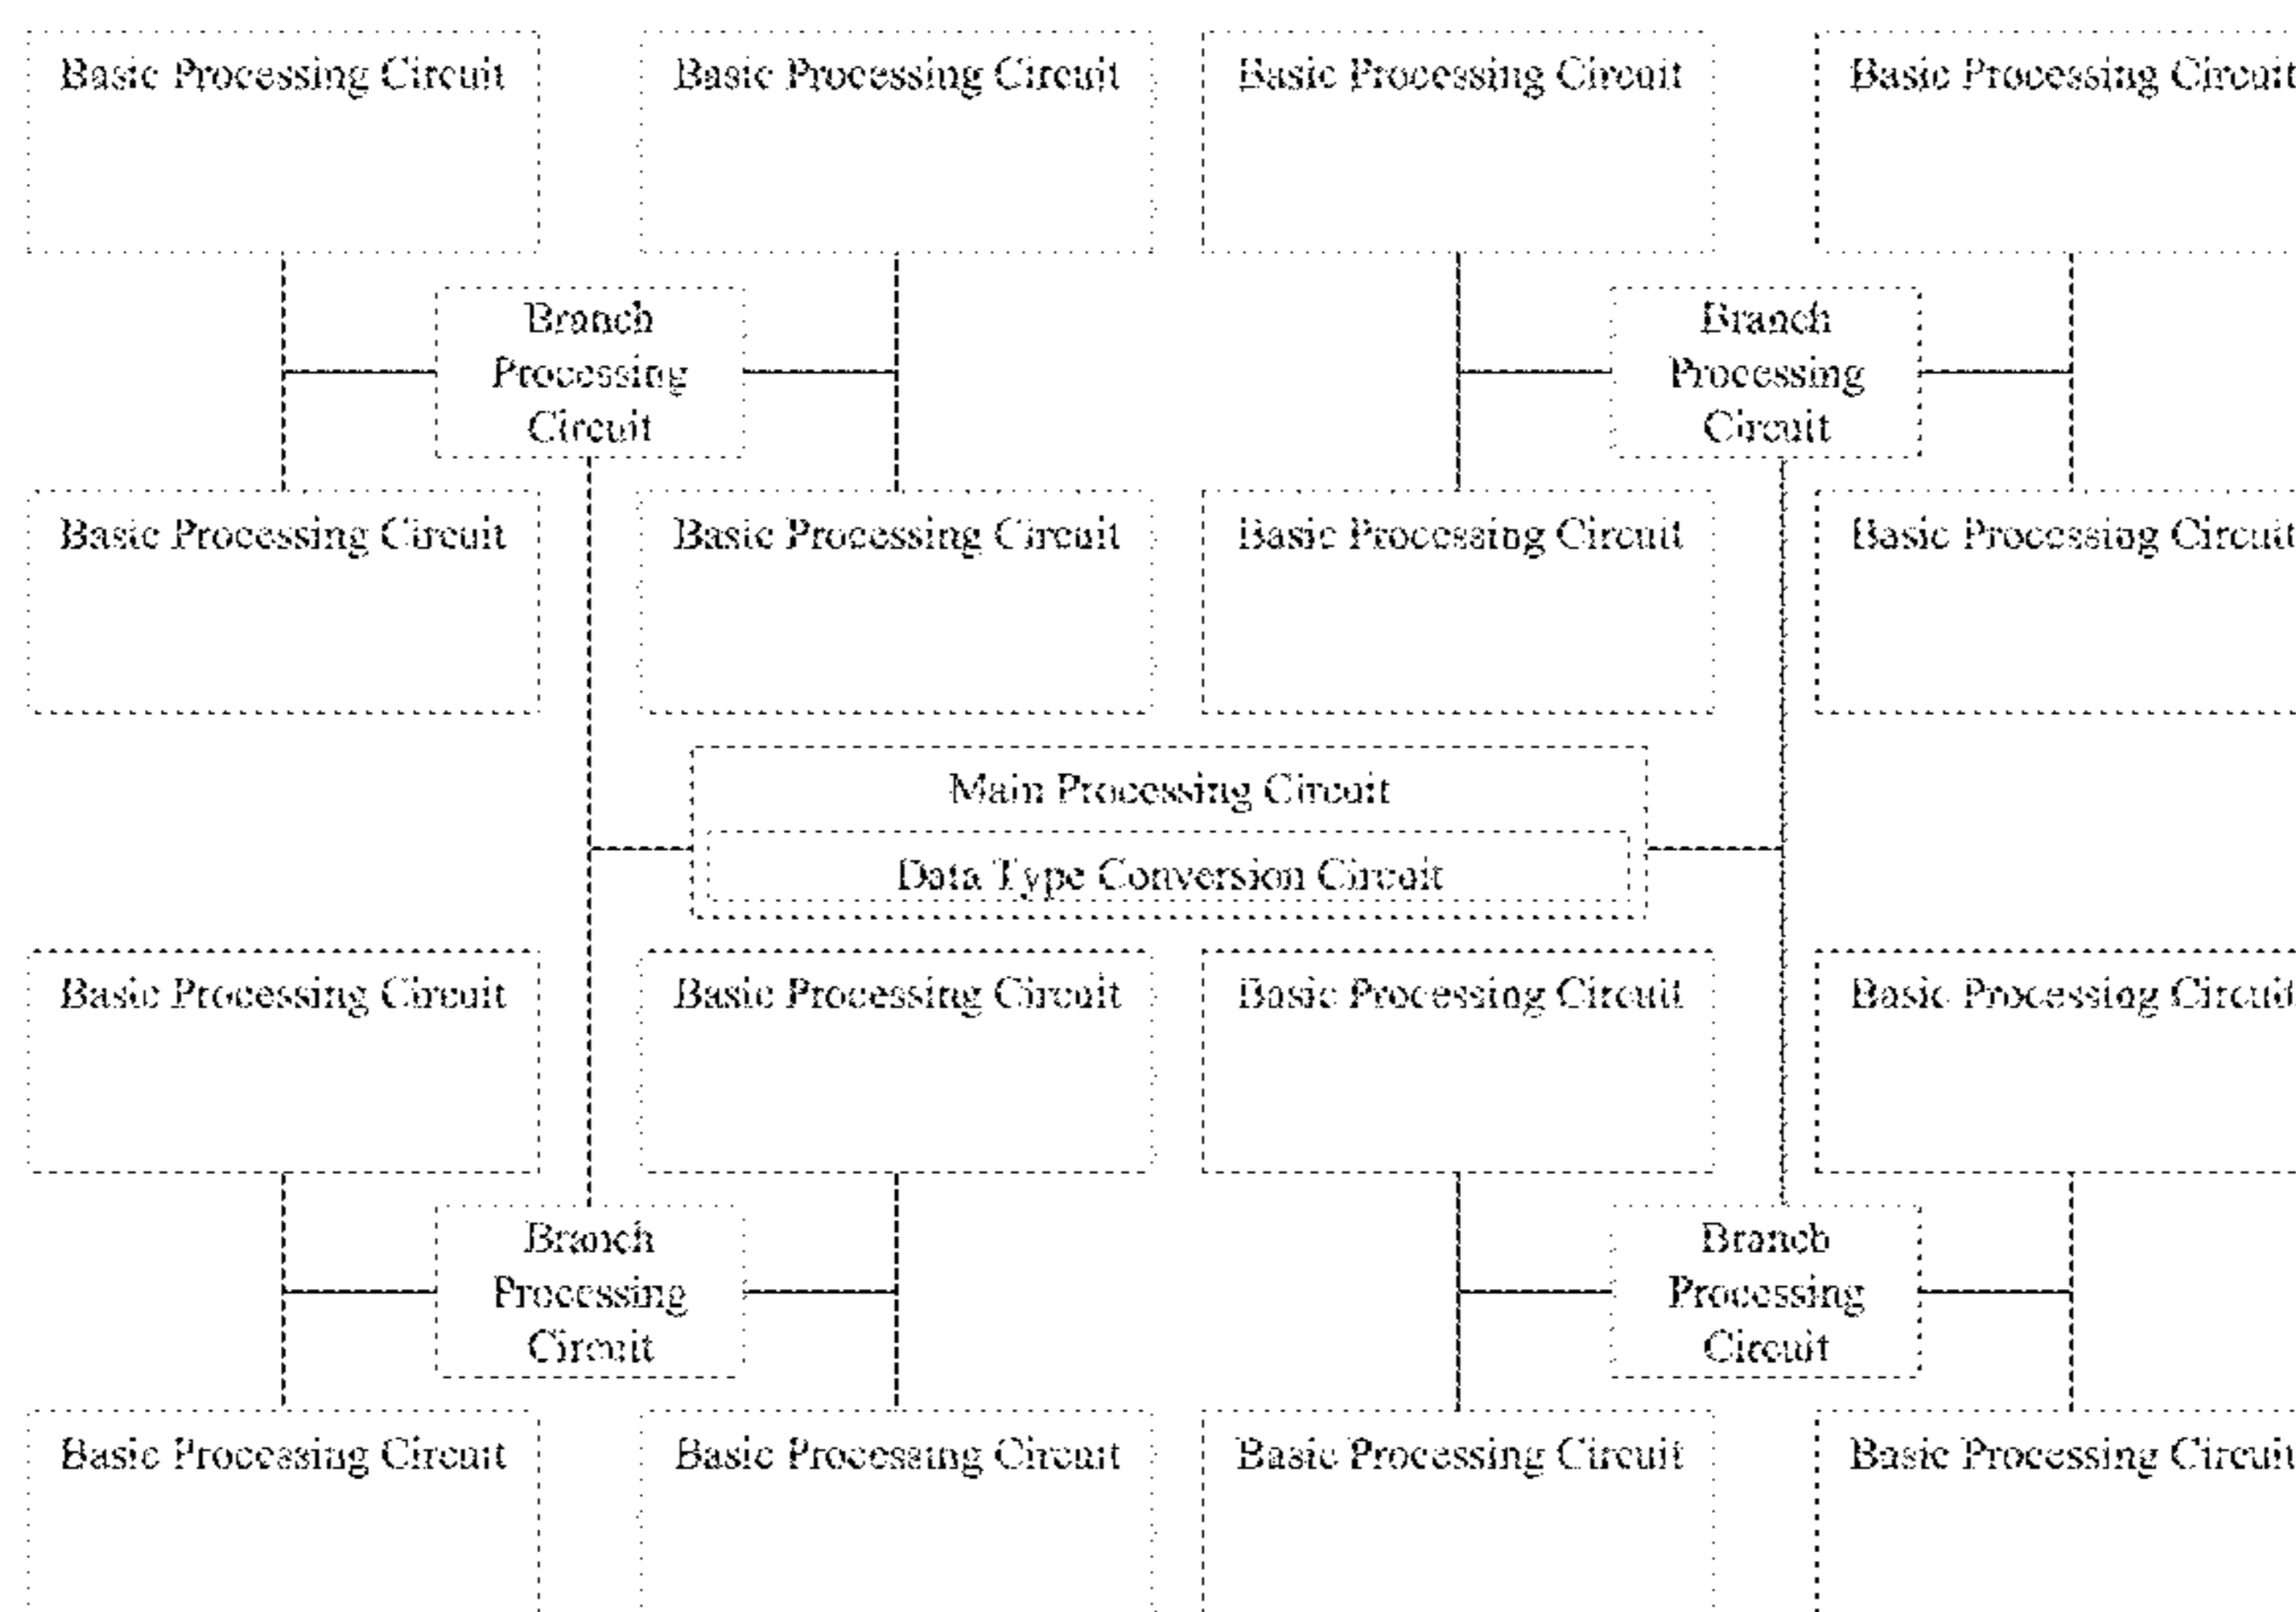 Basic Processing Circuit
Basic Processing Circuit
Basic Processing Circuit
Basic Processing Circuit
Branch
Processing
Circuit
Branch
Processing
Circuit
Basic Processing Circuit
Basic Processing Circuit
Basic Processing Circuit
Basic Processing Circuit
Main Processing Circuit
Data Type Conversion Circuit
Basic Processing Circuit
Basic Processing Circuit
Basic Processing Circuit
Basic Processing Circuit
Branch
Processing
Circuit
Branch
Processing
Circuit
Basic Processing Circuit
Basic Processing Circuit
Basic Processing Circuit
Basic Processing Circuit